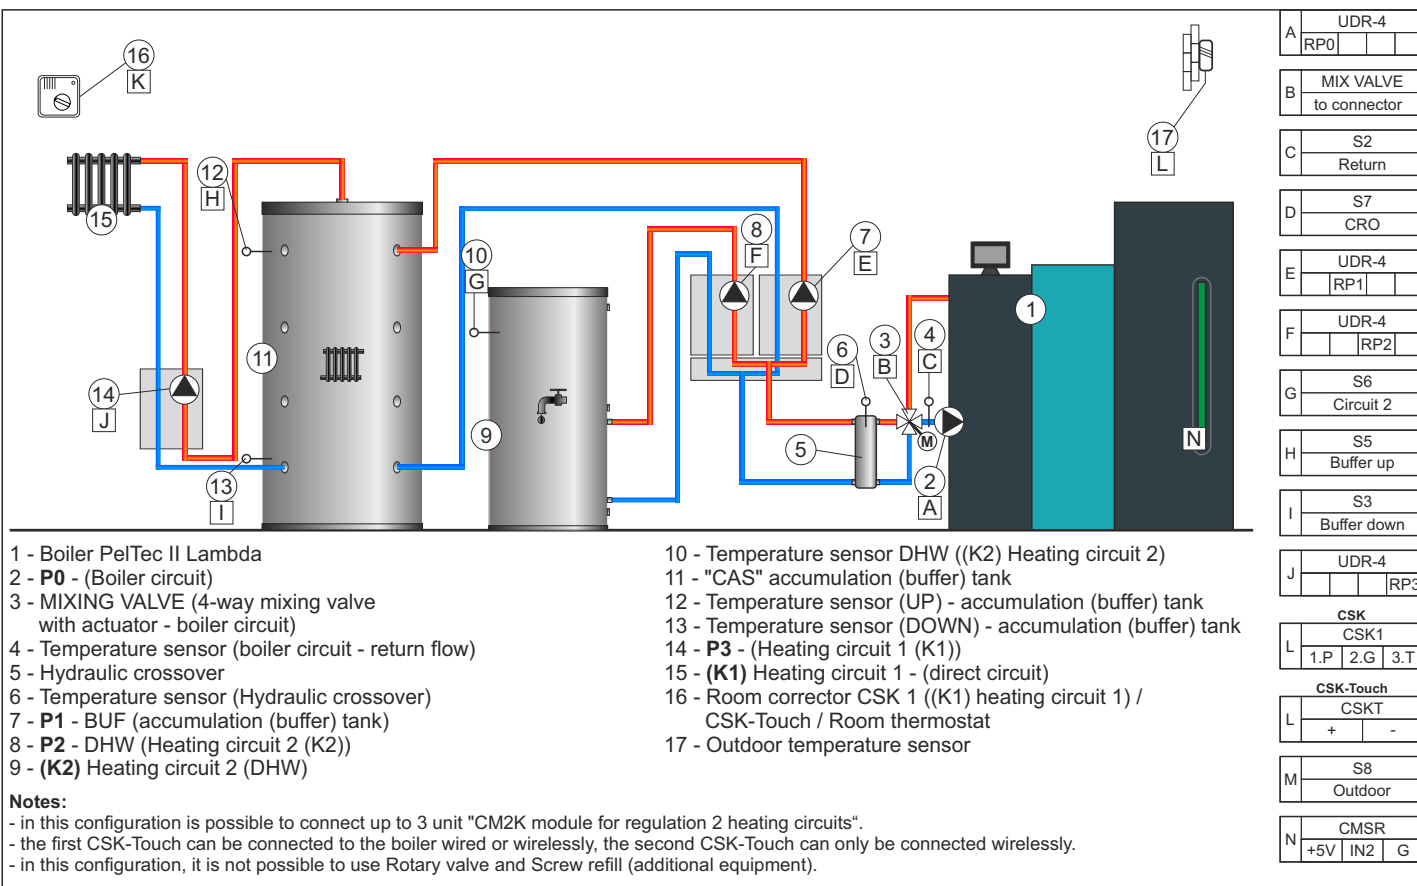 16
K
12
H
15
11
14
J
13
I
10
G
9
8
F
7
E
6
D
3
B
4
C
5
M
2
A
1
17
L
N
1 - Boiler PelTec II Lambda
2 - P0 - (Boiler circuit)
3 - MIXING VALVE (4-way mixing valve
with actuator - boiler circuit)
4 - Temperature sensor (boiler circuit - return flow)
5 - Hydraulic crossover
6 - Temperature sensor (Hydraulic crossover)
7 - P1 - BUF (accumulation (buffer) tank)
8 - P2 - DHW (Heating circuit 2 (K2))
9 - (K2) Heating circuit 2 (DHW)
10 - Temperature sensor DHW ((K2) Heating circuit 2)
11 - "CAS" accumulation (buffer) tank
12 - Temperature sensor (UP) - accumulation (buffer) tank
13 - Temperature sensor (DOWN) - accumulation (buffer) tank
14 - P3 - (Heating circuit 1 (K1))
15 - (K1) Heating circuit 1 - (direct circuit)
16 - Room corrector CSK 1 ((K1) heating circuit 1) /
CSK-Touch / Room thermostat
17 - Outdoor temperature sensor
Notes:
- in this configuration is possible to connect up to 3 unit "CM2K module for regulation 2 heating circuits“.
- the first CSK-Touch can be connected to the boiler wired or wirelessly, the second CSK-Touch can only be connected wirelessly.
- in this configuration, it is not possible to use Rotary valve and Screw refill (additional equipment).
A UDR-4
RP0
B MIX VALVE
to connector
C S2
Return
D S7
CRO
E UDR-4
RP1
F UDR-4
RP2
G S6
Circuit 2
H S5
Buffer up
I S3
Buffer down
J UDR-4
RP3
CSK
L CSK1
1.P 2.G 3.T
CSK-Touch
L CSKT
+ -
M S8
Outdoor
N CMSR
+5V IN2 G